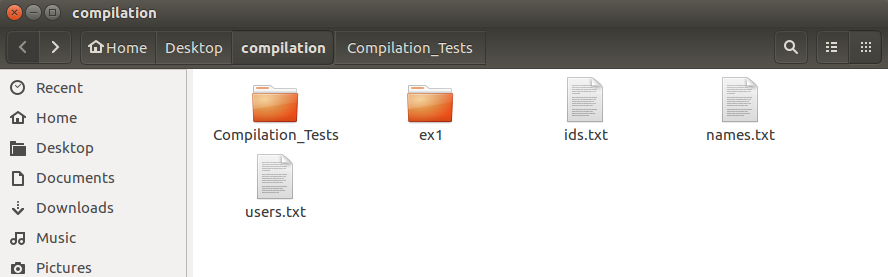 compilation
Home Desktop compilation Compilation_Tests
Recent
Home
Desktop
Documents
Downloads
Music
Pictures
Compilation_Tests ex1 ids.txt names.txt
users.txt